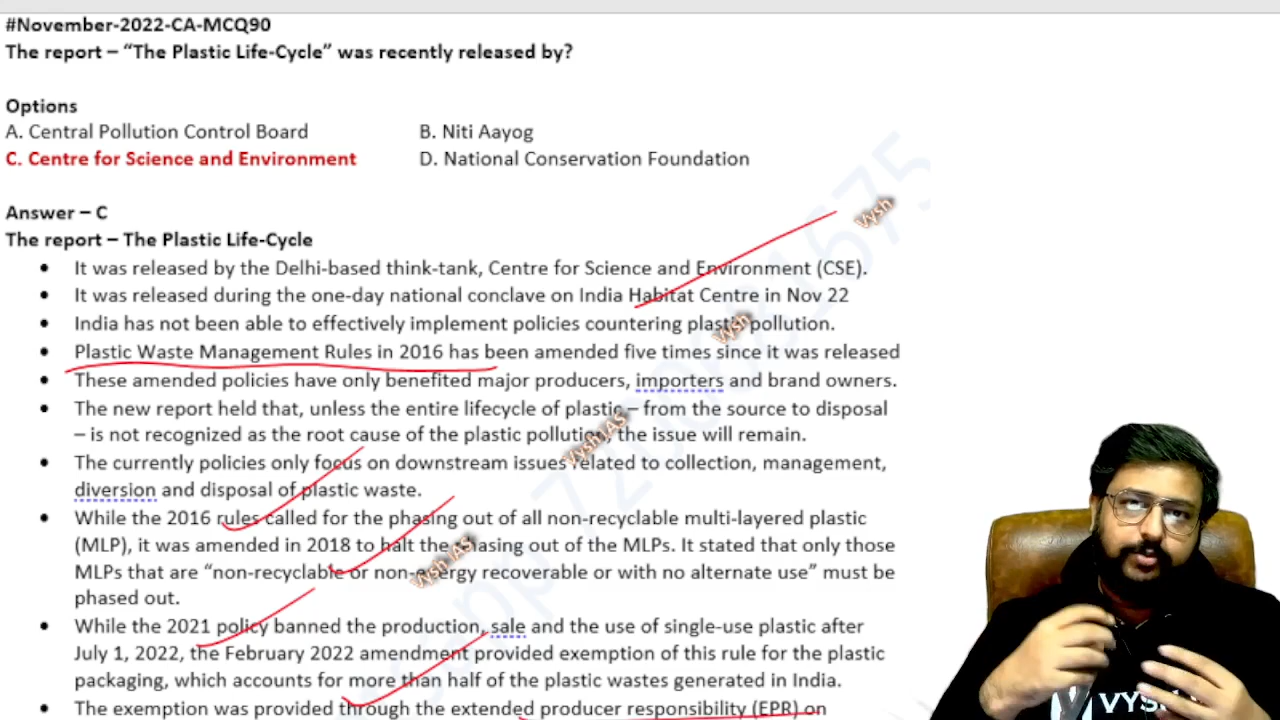 #November-2022-CA-MCQ90
The report – “The Plastic Life-Cycle” was recently released by?
Options
A. Central Pollution Control Board
B. Niti Aayog
C. Centre for Science and Environment
D. National Conservation Foundation
Answer – C
The report – The Plastic Life-Cycle
• It was released by the Delhi-based think-tank, Centre for Science and Environment (CSE).
• It was released during the one-day national conclave on India Habitat Centre in Nov 22
• India has not been able to effectively implement policies countering plastic pollution.
• Plastic Waste Management Rules in 2016 has been amended five times since it was released
• These amended policies have only benefited major producers, importers and brand owners.
• The new report held that, unless the entire lifecycle of plastic – from the source to disposal
– is not recognized as the root cause of the plastic pollution, the issue will remain.
• The currently policies only focus on downstream issues related to collection, management,
diversion and disposal of plastic waste.
• While the 2016 rules called for the phasing out of all non-recyclable multi-layered plastic
(MLP), it was amended in 2018 to halt the phasing out of the MLPs. It stated that only those
MLPs that are “non-recyclable or non-energy recoverable or with no alternate use” must be
phased out.
• While the 2021 policy banned the production, sale and the use of single-use plastic after
July 1, 2022, the February 2022 amendment provided exemption of this rule for the plastic
packaging, which accounts for more than half of the plastic wastes generated in India.
• The exemption was provided through the extended producer responsibility (EPR) on
Vysh
Vysh
Vysh IAS
Vysh IAS